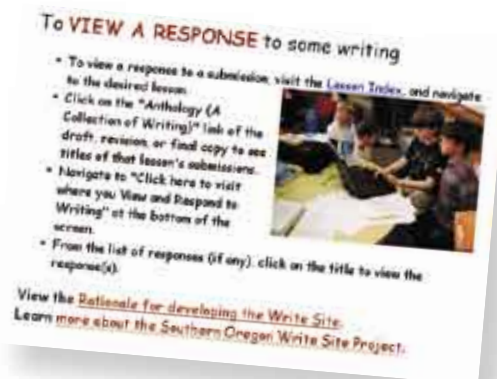 To VIEW A RESPONSE to some writing
• To view a response to a submission, visit the Lesson Index, and navigate
to the desired lesson.
• Click on the "Anthology (A
Collection of Writing)" link of the
draft, revision, or final copy to see
titles of that lesson's submissions.
• Navigate to "Click here to visit
where you View and Respond to
Writing" at the bottom of the
screen.
• From the list of responses (if any), click on the title to view the
response(s).
View the Rationale for developing the Write Site.
Learn more about the Southern Oregon Write Site Project.